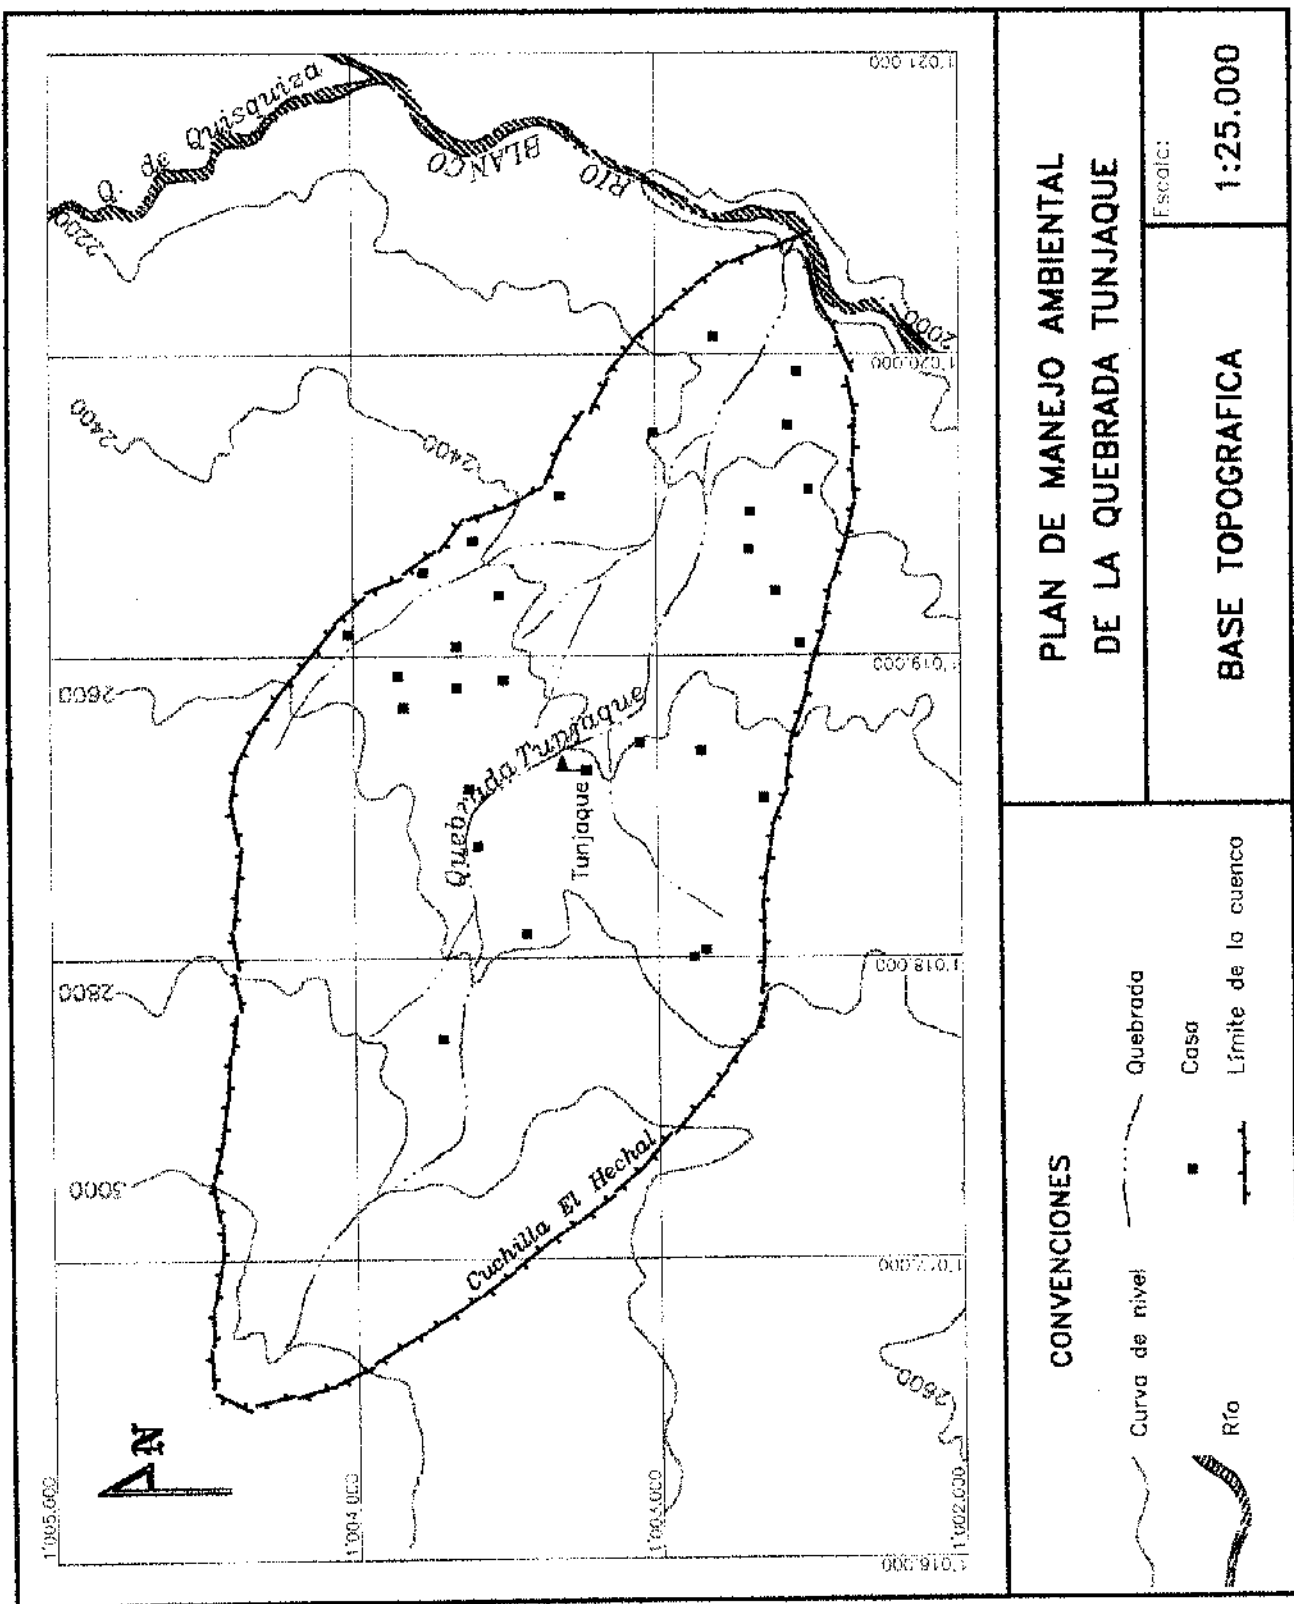 N
1'005.000
1'004.000
1'003.000
1'002.000
1'016.000
1'017.000
1'018.000
1'019.000
1'020.000
1'021.000
3000
2800
2600
2400
2400
2200
2000
2600
Q. de Quisquiza
RIO BLANCO
Quebrada Tunjaque
Tunjaque
Cuchilla El Hechal
CONVENCIONES
Curva de nivel
Quebrada
Casa
Río
Límite de la cuenca
PLAN DE MANEJO AMBIENTAL
DE LA QUEBRADA TUNJAQUE
BASE TOPOGRAFICA
Escala:
1:25.000